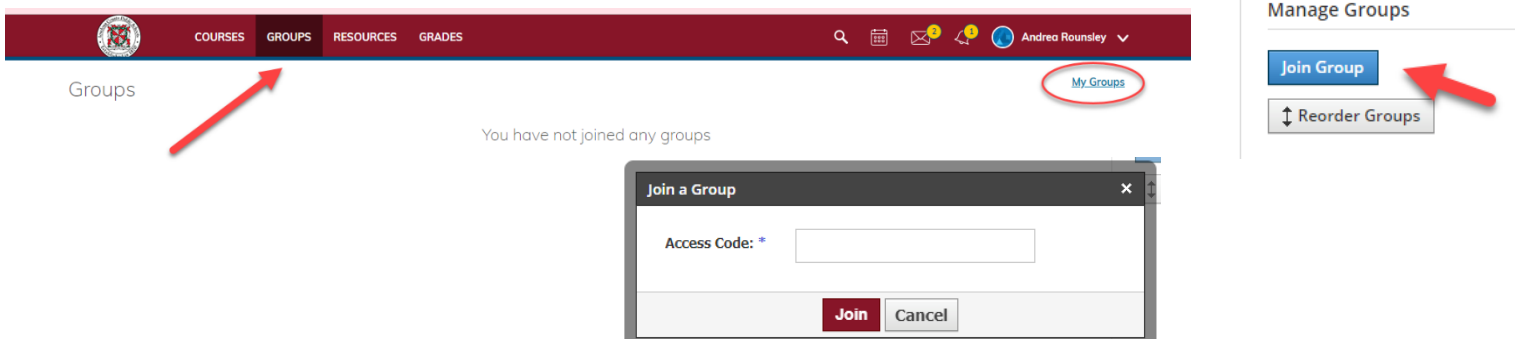 COURSES GROUPS RESOURCES GRADES 2 1 Andrea Rounsley
Groups
My Groups
You have not joined any groups
Join a Group ×
Access Code: *
Join Cancel
Manage Groups
Join Group
Reorder Groups